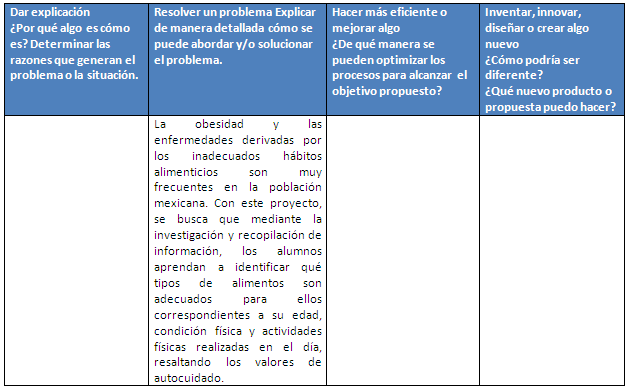 Dar explicación
¿Por qué algo es cómo
es? Determinar las
razones que generan el
problema o la situación.
Resolver un problema Explicar
de manera detallada cómo se
puede abordar y/o solucionar
el problema.
Hacer más eficiente o
mejorar algo
¿De qué manera se
pueden optimizar los
procesos para alcanzar el
objetivo propuesto?
Inventar, innovar,
diseñar o crear algo
nuevo
¿Cómo podría ser
diferente?
¿Qué nuevo producto o
propuesta puedo hacer?
La obesidad y las
enfermedades derivadas por
los inadecuados hábitos
alimenticios son muy
frecuentes en la población
mexicana. Con este proyecto,
se busca que mediante la
investigación y recopilación de
información, los alumnos
aprendan a identificar qué
tipos de alimentos son
adecuados para ellos
correspondientes a su edad,
condición física y actividades
físicas realizadas en el día,
resaltando los valores de
autocuidado.